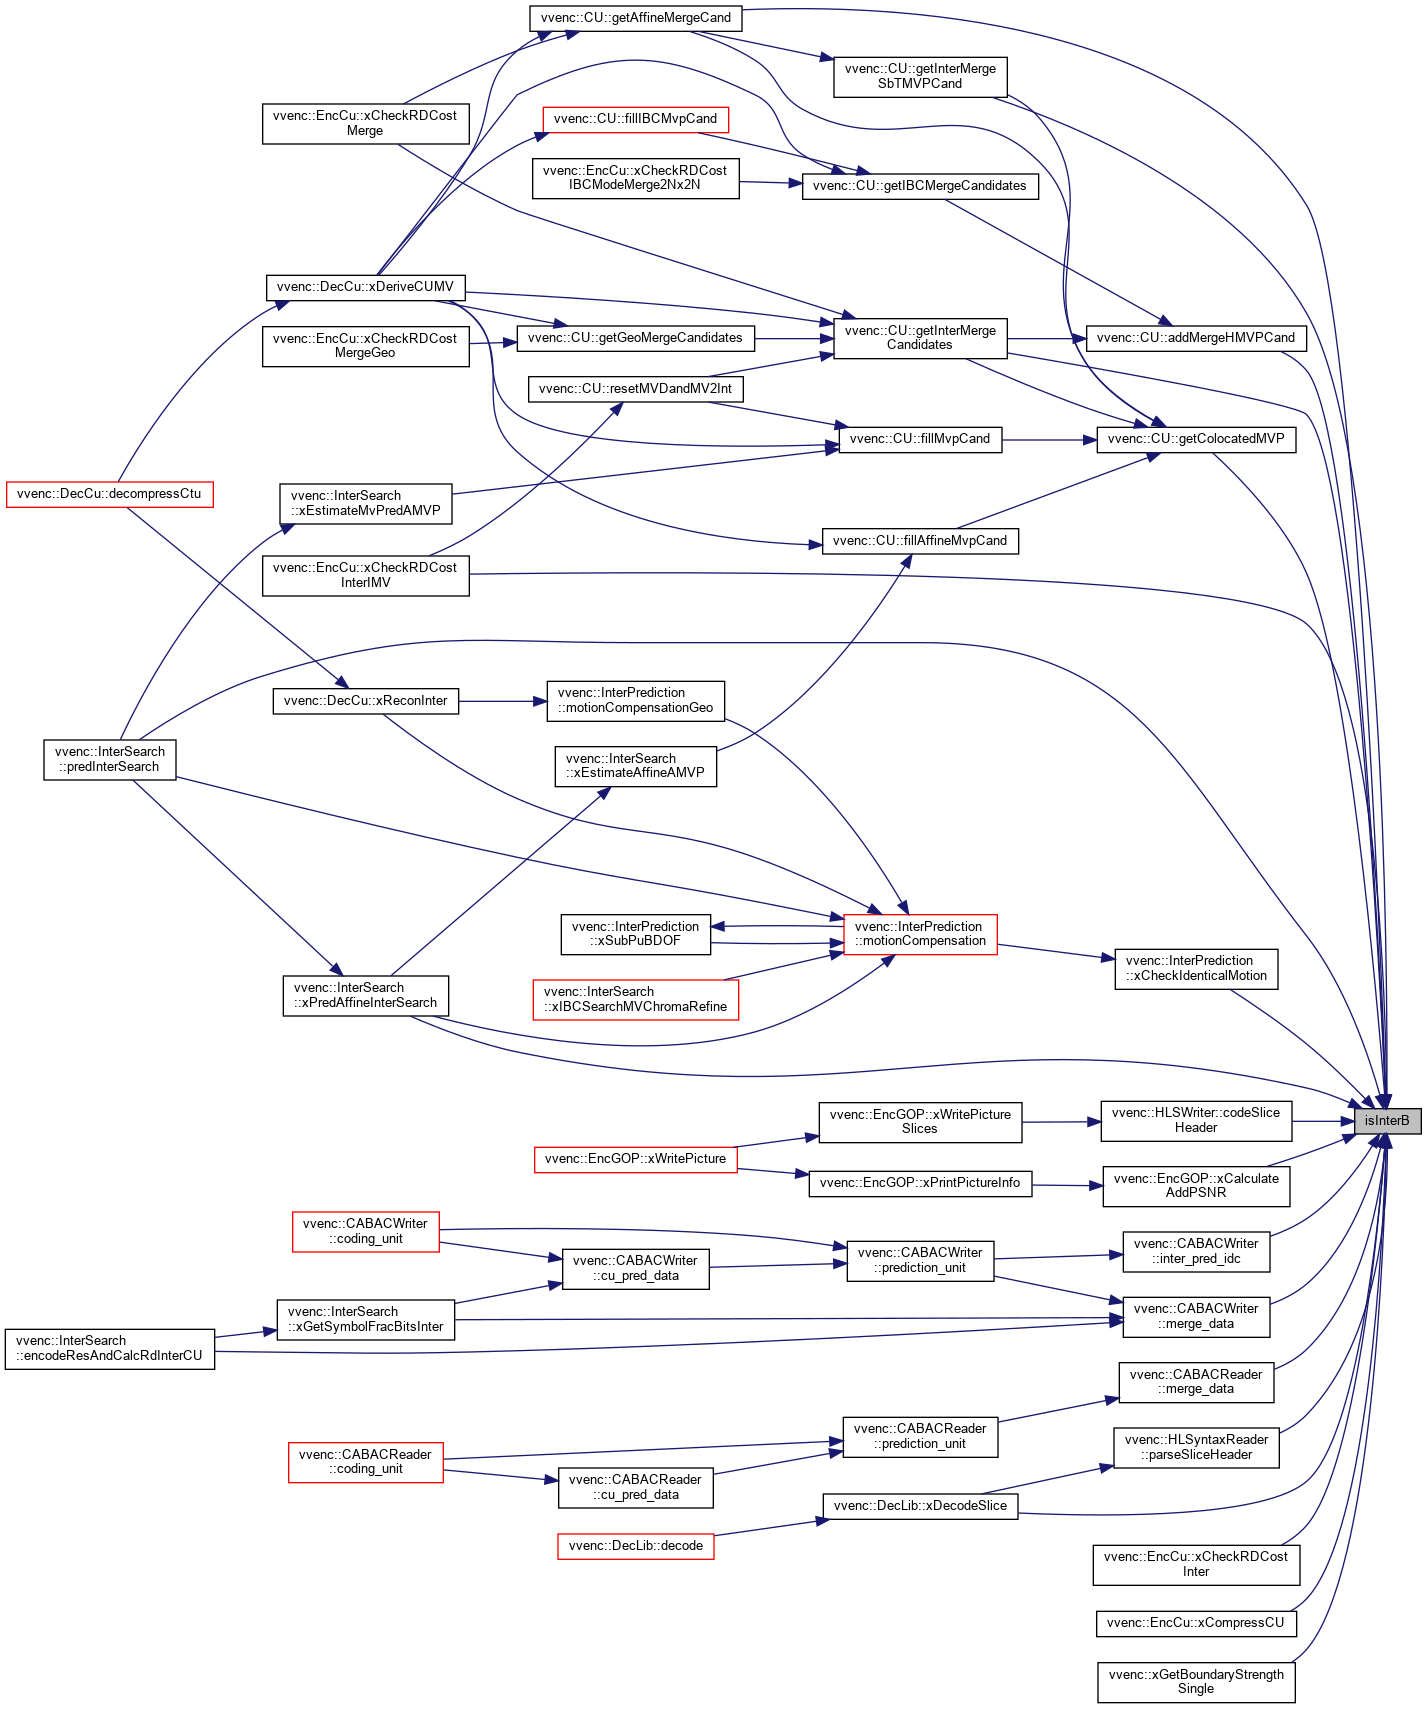 vvenc::CU::getAffineMergeCand
vvenc::CU::getInterMerge
SbTMVPCand
vvenc::EncCu::xCheckRDCost
Merge
vvenc::CU::fillIBCMvpCand
vvenc::EncCu::xCheckRDCost
IBCModeMerge2Nx2N
vvenc::CU::getIBCMergeCandidates
vvenc::DecCu::xDeriveCUMV
vvenc::EncCu::xCheckRDCost
MergeGeo
vvenc::CU::getGeoMergeCandidates
vvenc::CU::getInterMerge
Candidates
vvenc::CU::addMergeHMVPCand
vvenc::CU::resetMVDandMV2Int
vvenc::CU::fillMvpCand
vvenc::CU::getColocatedMVP
vvenc::DecCu::decompressCtu
vvenc::InterSearch
::xEstimateMvPredAMVP
vvenc::CU::fillAffineMvpCand
vvenc::EncCu::xCheckRDCost
InterIMV
vvenc::DecCu::xReconInter
vvenc::InterPrediction
::motionCompensationGeo
vvenc::InterSearch
::predInterSearch
vvenc::InterSearch
::xEstimateAffineAMVP
vvenc::InterPrediction
::xSubPuBDOF
vvenc::InterPrediction
::motionCompensation
vvenc::InterPrediction
::xCheckIdenticalMotion
vvenc::InterSearch
::xPredAffineInterSearch
vvenc::InterSearch
::xIBCSearchMVChromaRefine
isInterB
vvenc::EncGOP::xWritePicture
Slices
vvenc::HLSWriter::codeSlice
Header
vvenc::EncGOP::xWritePicture
vvenc::EncGOP::xPrintPictureInfo
vvenc::EncGOP::xCalculate
AddPSNR
vvenc::CABACWriter
::coding_unit
vvenc::CABACWriter
::cu_pred_data
vvenc::CABACWriter
::prediction_unit
vvenc::CABACWriter
::inter_pred_idc
vvenc::InterSearch
::xGetSymbolFracBitsInter
vvenc::CABACWriter
::merge_data
vvenc::InterSearch
::encodeResAndCalcRdInterCU
vvenc::CABACReader
::merge_data
vvenc::CABACReader
::prediction_unit
vvenc::HLSyntaxReader
::parseSliceHeader
vvenc::CABACReader
::coding_unit
vvenc::CABACReader
::cu_pred_data
vvenc::DecLib::xDecodeSlice
vvenc::DecLib::decode
vvenc::EncCu::xCheckRDCost
Inter
vvenc::EncCu::xCompressCU
vvenc::xGetBoundaryStrength
Single